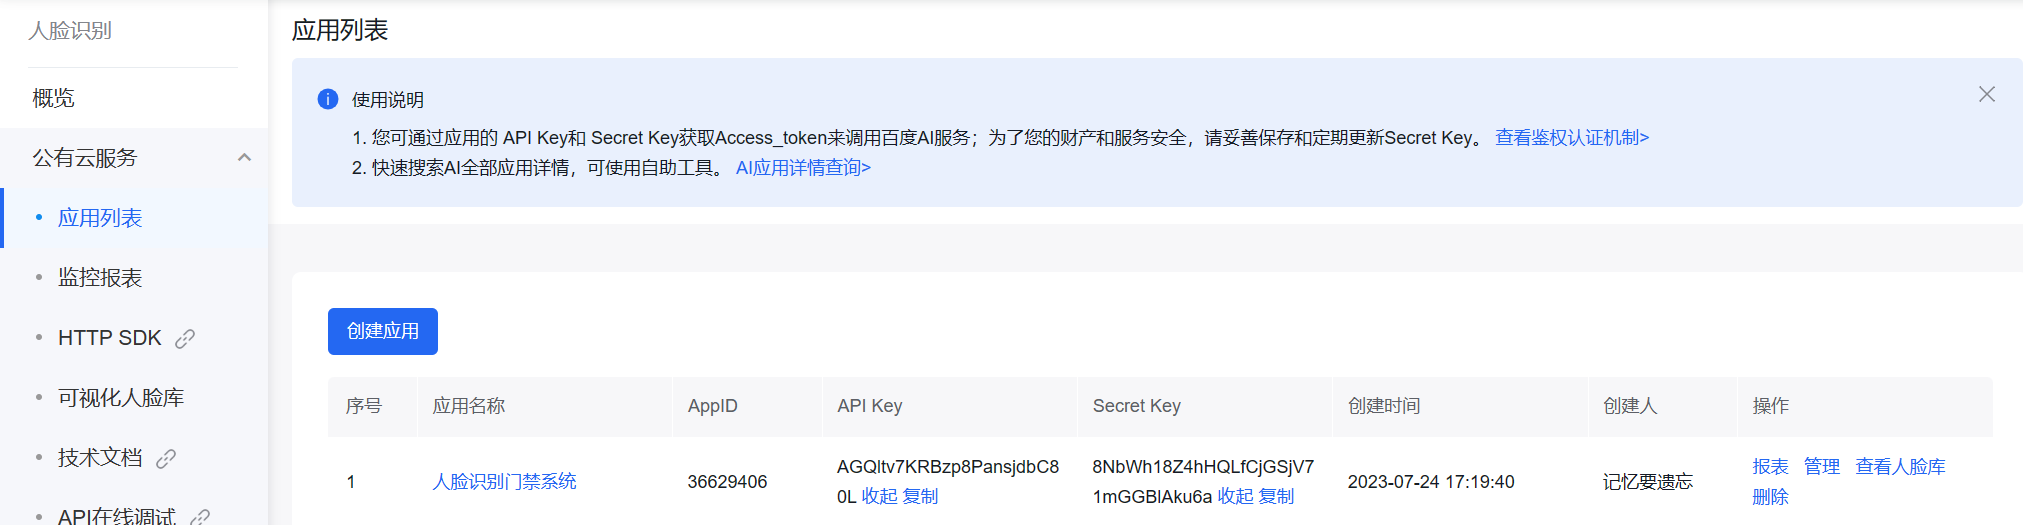 人脸识别
概览
公有云服务
应用列表
监控报表
HTTP SDK
可视化人脸库
技术文档
API在线调试
应用列表
使用说明
1. 您可通过应用的 API Key和 Secret Key获取Access_token来调用百度AI服务；为了您的财产和服务安全，请妥善保存和定期更新Secret Key。 查看鉴权认证机制>
2. 快速搜索AI全部应用详情，可使用自助工具。 AI应用详情查询>
创建应用
序号 应用名称 AppID API Key Secret Key 创建时间 创建人 操作
1 人脸识别门禁系统 36629406 AGQltv7KRBzp8PansjdbC8 8NbWh18Z4hHQLfCjGSjV7 2023-07-24 17:19:40 记忆要遗忘 报表 管理 查看人脸库
0L 收起 复制 1mGGBlAku6a 收起 复制 删除